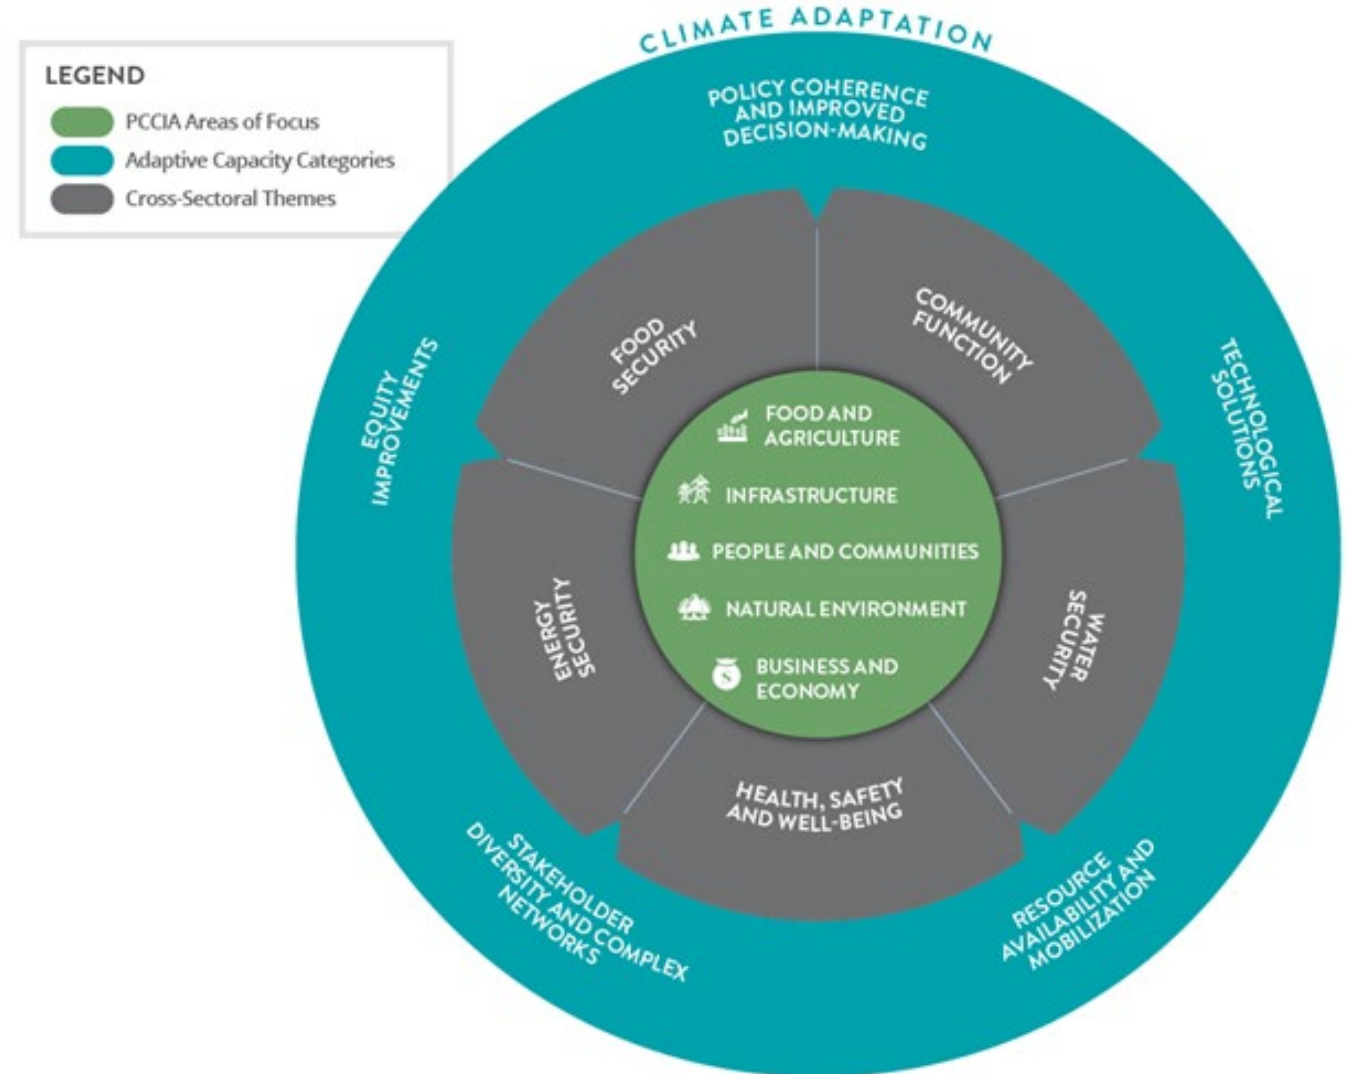 CLIMATE ADAPTATION
LEGEND
PCCIA Areas of Focus
Adaptive Capacity Categories
Cross-Sectoral Themes
POLICY COHERENCE
AND IMPROVED
DECISION-MAKING
EQUITY
IMPROVEMENTS
TECHNOLOGICAL
SOLUTIONS
STAKEHOLDER
DIVERSITY AND COMPLEX
NETWORKS
RESOURCE
AVAILABILITY AND
MOBILIZATION
FOOD
SECURITY
COMMUNITY
FUNCTION
ENERGY
SECURITY
WATER
SECURITY
HEALTH, SAFETY
AND WELL-BEING
FOOD AND
AGRICULTURE
INFRASTRUCTURE
PEOPLE AND COMMUNITIES
NATURAL ENVIRONMENT
$
BUSINESS AND
ECONOMY